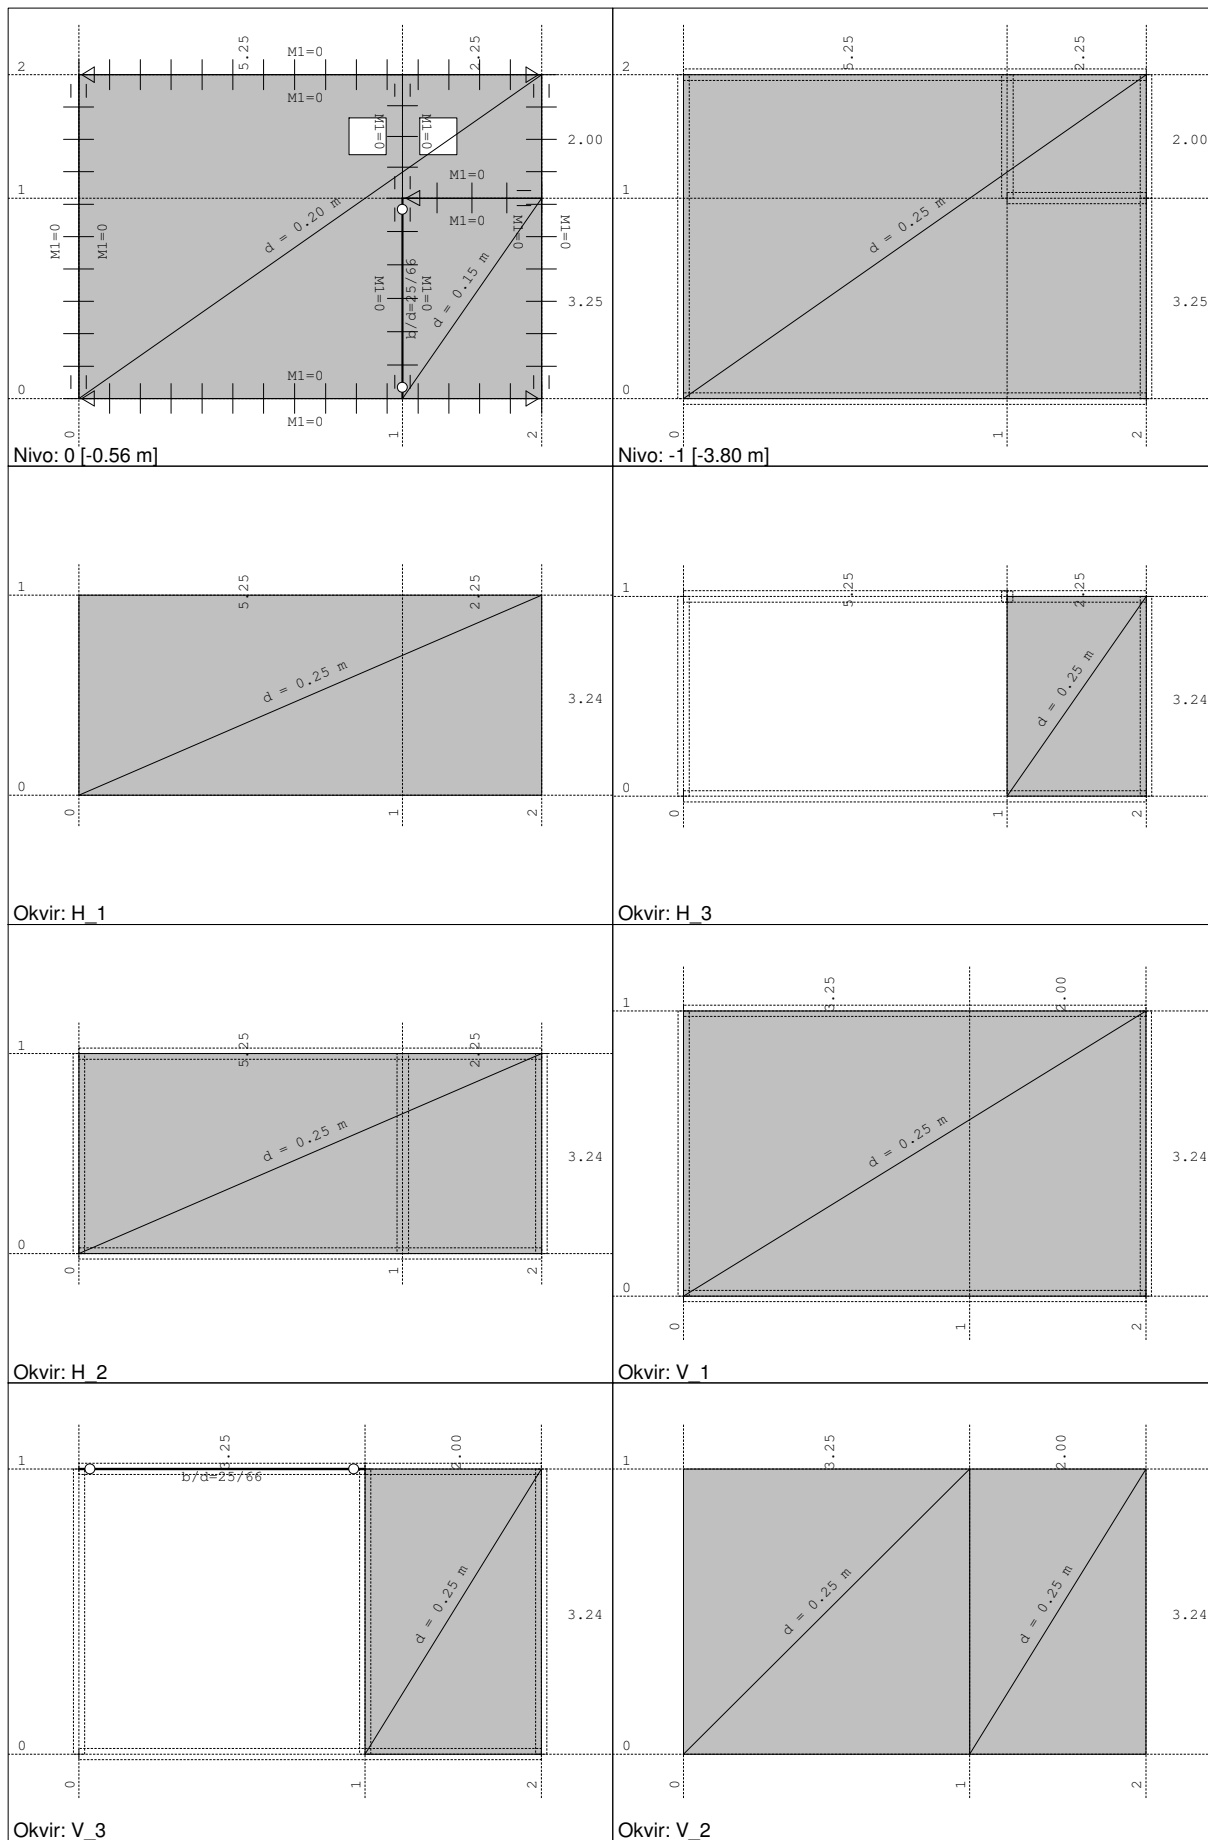 5.25
2.25
M1=0
2
M1=0
M1=0
M1=0
2.00
1
M1=0
d = 0.20 m
M1=0
M1=0
M1=0
M1=0
M1=0
d = 0.15 m
M1=0
b/d=25/66
M1=0
3.25
M1=0
0
M1=0
0
1
2
Nivo: 0 [-0.56 m]
5.25
2.25
2
2.00
1
d = 0.25 m
3.25
0
0
1
2
Nivo: -1 [-3.80 m]
1
5.25
2.25
d = 0.25 m
3.24
0
0
1
2
Okvir: H_1
1
5.25
2.25
d = 0.25 m
3.24
0
0
1
2
Okvir: H_3
1
5.25
2.25
d = 0.25 m
3.24
0
0
1
2
Okvir: H_2
3.25
2.00
1
d = 0.25 m
3.24
0
0
1
2
Okvir: V_1
3.25
2.00
1
b/d=25/66
d = 0.25 m
3.24
0
0
1
2
Okvir: V_3
3.25
2.00
1
d = 0.25 m
d = 0.25 m
3.24
0
0
1
2
Okvir: V_2